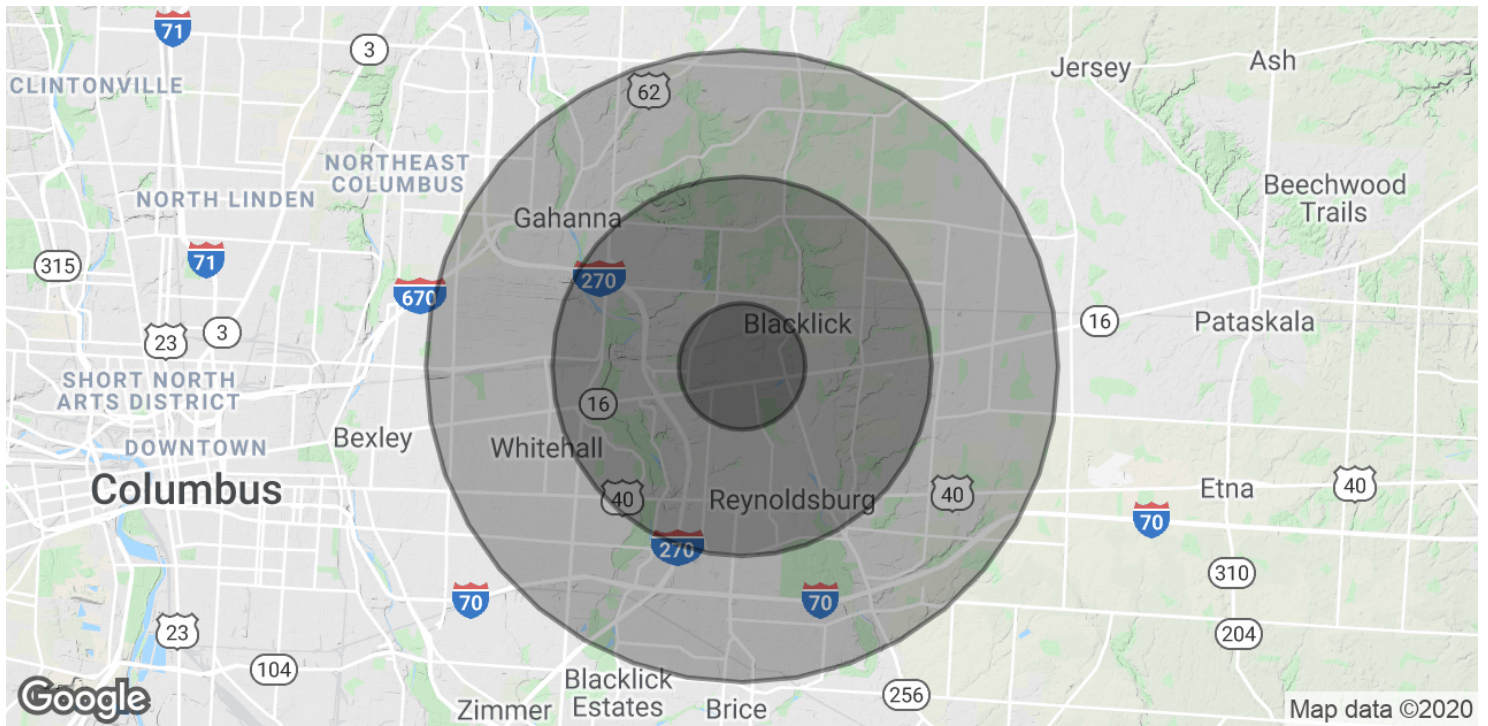 71
3
Jersey
Ash
CLINTONVILLE
62
NORTHEAST
COLUMBUS
NORTH LINDEN
Beechwood
Trails
Gahanna
315
71
270
670
Blacklick
16
Pataskala
23
3
SHORT NORTH
ARTS DISTRICT
16
Bexley
Whitehall
DOWNTOWN
Columbus
40
Reynoldsburg
40
Etna
40
70
270
310
70
70
23
204
104
Blacklick
Estates
256
Zimmer
Brice
Google
Map data ©2020